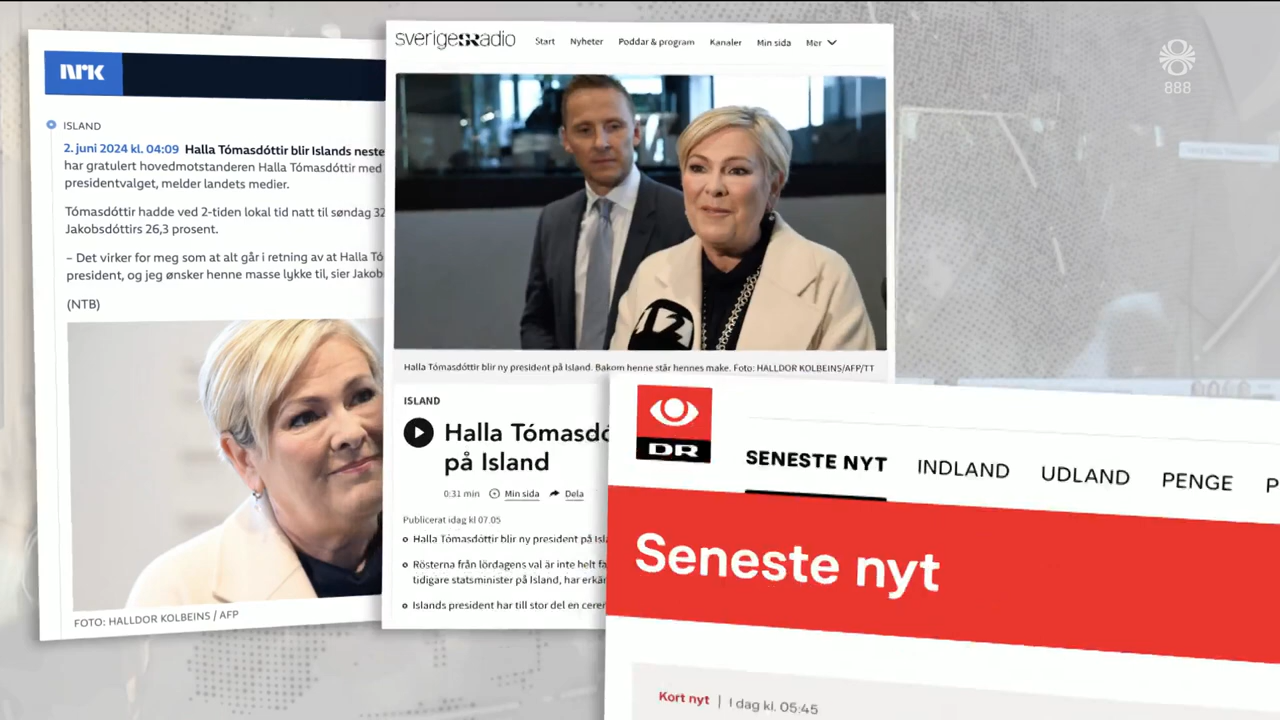 NRK
ISLAND
2. juni 2024 kl. 04:09 Halla Tómasdóttir blir Islands neste
har gratulert hovedmotstanderen Halla Tómasdóttir med
presidentvalget, melder landets medier.
Tómasdóttir hadde ved 2-tiden lokal tid natt til søndag 32
Jakobsdóttirs 26,3 prosent.
– Det virker for meg som at alt går i retning av at Halla Tó
president, og jeg ønsker henne masse lykke til, sier Jakob
(NTB)
FOTO: HALLDOR KOLBEINS / AFP
sverigesRadio
Start Nyheter Poddar & program Kanaler Min sida Mer
12
Halla Tómasdóttir blir ny president på Island. Bakom henne står hennes make. Foto: HALLDOR KOLBEINS/AFP/TT
ISLAND
Halla Tómasdó
på Island
0:31 min Min sida Dela
Publicerat idag kl 07.05
Halla Tómasdóttir blir ny president på Isla
Rösterna från lördagens val är inte helt fä
tidigare statsminister på Island, har erkän
Islands president har till stor del en cerem
DR
SENESTE NYT INDLAND UDLAND PENGE P
Seneste nyt
Kort nyt | I dag kl. 05:45
888